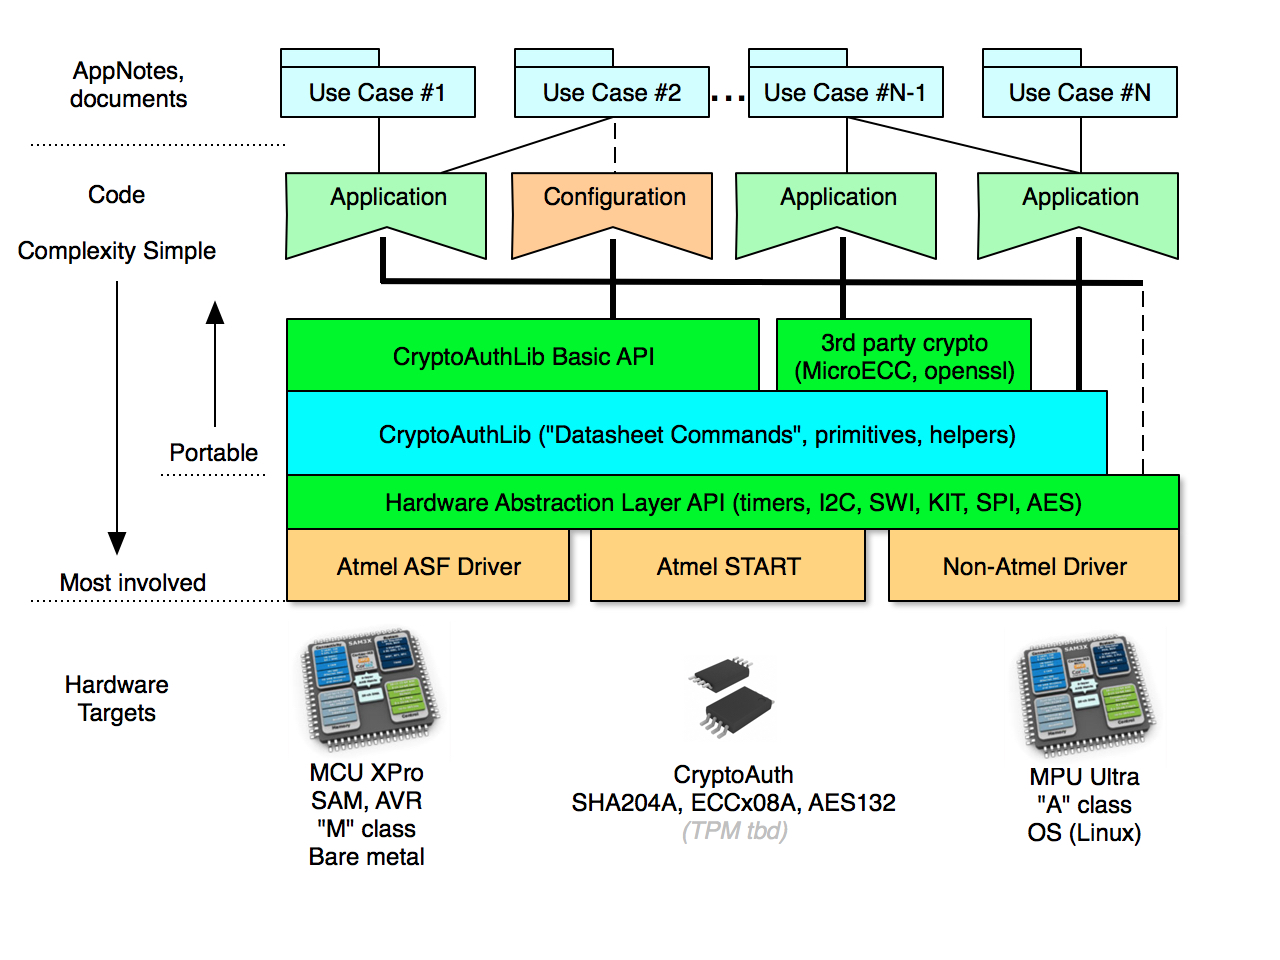 AppNotes,
documents
Use Case #1
Use Case #2
...
Use Case #N-1
Use Case #N
Code
Complexity Simple
Application
Configuration
Application
Application
CryptoAuthLib Basic API
3rd party crypto
(MicroECC, openssl)
Portable
CryptoAuthLib ("Datasheet Commands", primitives, helpers)
Hardware Abstraction Layer API (timers, I2C, SWI, KIT, SPI, AES)
Most involved
Atmel ASF Driver
Atmel START
Non-Atmel Driver
Hardware
Targets
SAM3X
SAM3X
MCU XPro
SAM, AVR
"M" class
Bare metal
CryptoAuth
SHA204A, ECCx08A, AES132
(TPM tbd)
MPU Ultra
"A" class
OS (Linux)